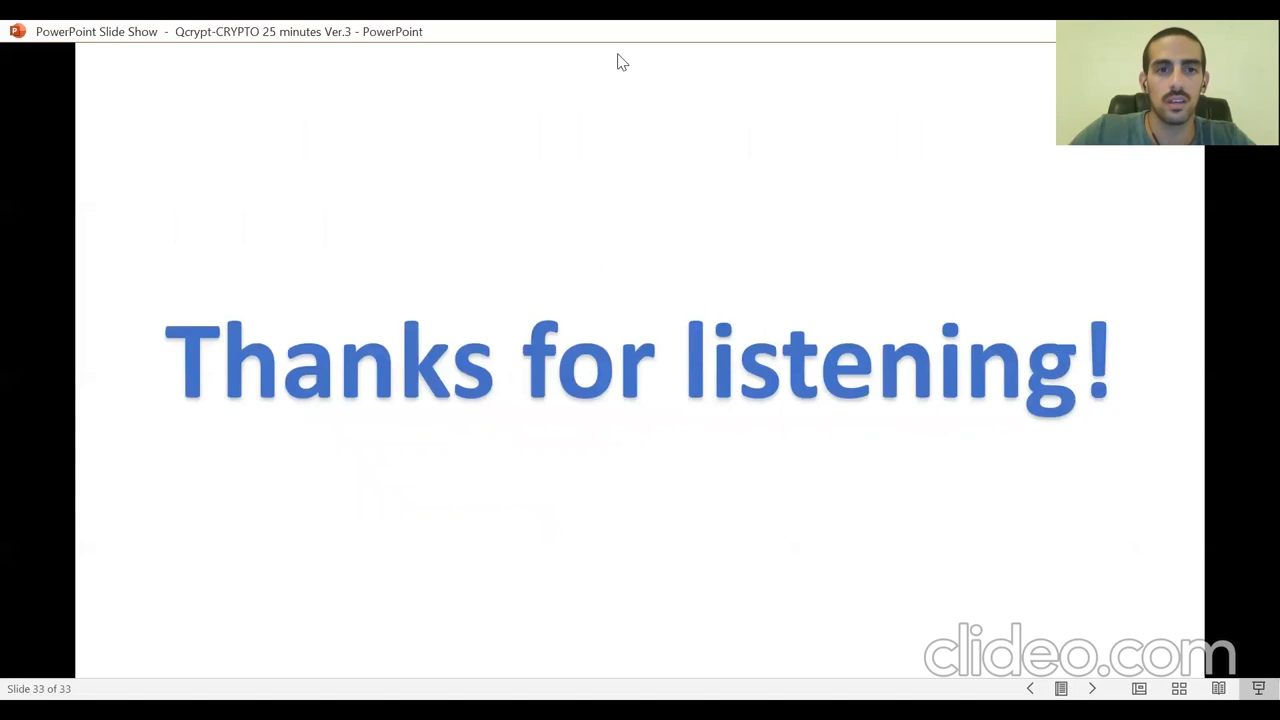 PowerPoint Slide Show - Qcrypt-CRYPTO 25 minutes Ver.3 - PowerPoint
Thanks for listening!
clideo.com
Slide 33 of 33